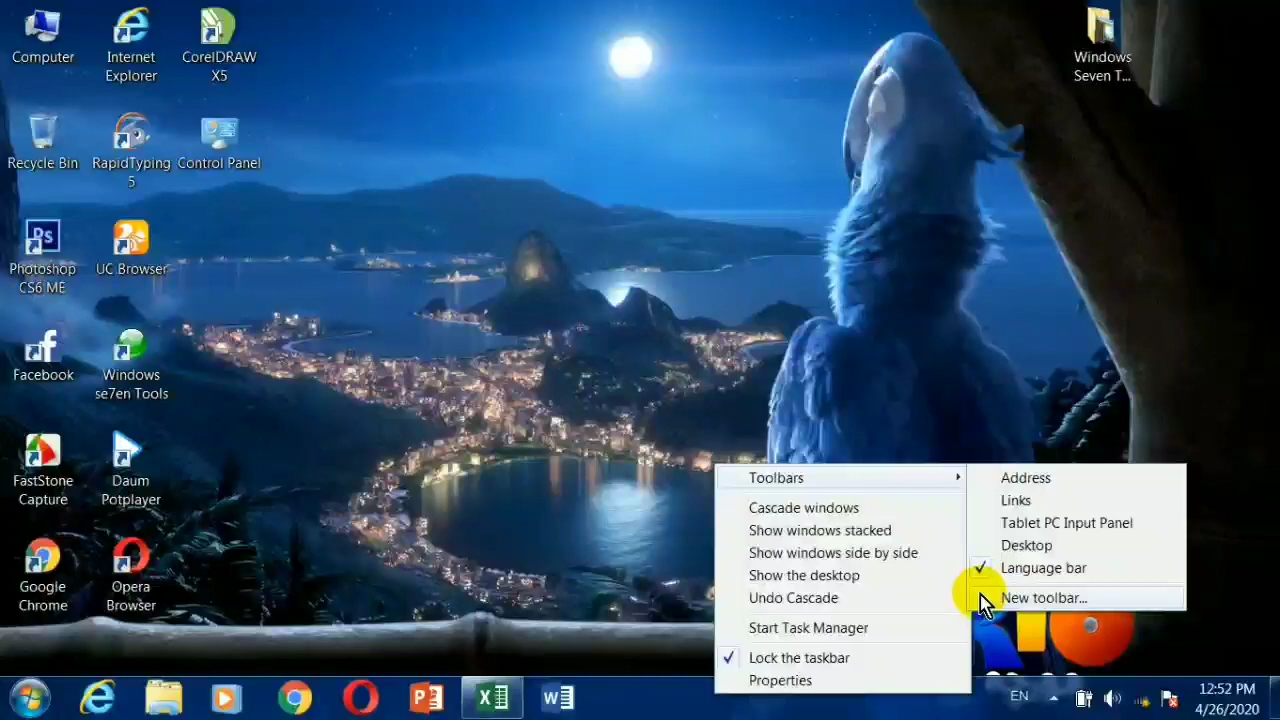 Computer
Internet
Explorer
CorelDRAW
X5
Windows
Seven T...
Recycle Bin
RapidTyping
5
Control Panel
Ps
Photoshop
CS6 ME
UC Browser
Facebook
Windows
se7en Tools
FastStone
Capture
Daum
Potplayer
Google
Chrome
Opera
Browser
Toolbars
Cascade windows
Show windows stacked
Show windows side by side
Show the desktop
Undo Cascade
Start Task Manager
Lock the taskbar
Properties
Address
Links
Tablet PC Input Panel
Desktop
Language bar
New toolbar...
EN
12:52 PM
4/26/2020